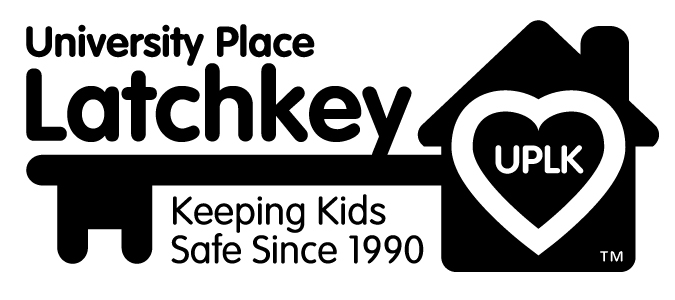 University Place
Latchkey
UPLK
Keeping Kids
Safe Since 1990
TM